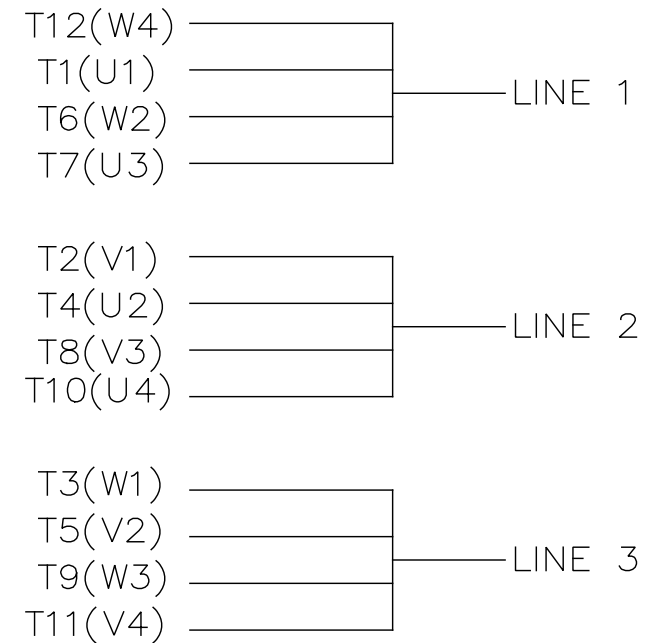 T12(W4)
T1(U1)
LINE 1
T6(W2)
T7(U3)
T2(V1)
T4(U2)
LINE 2
T8(V3)
T10(U4)
T3(W1)
T5(V2)
LINE 3
T9(W3)
T11(V4)